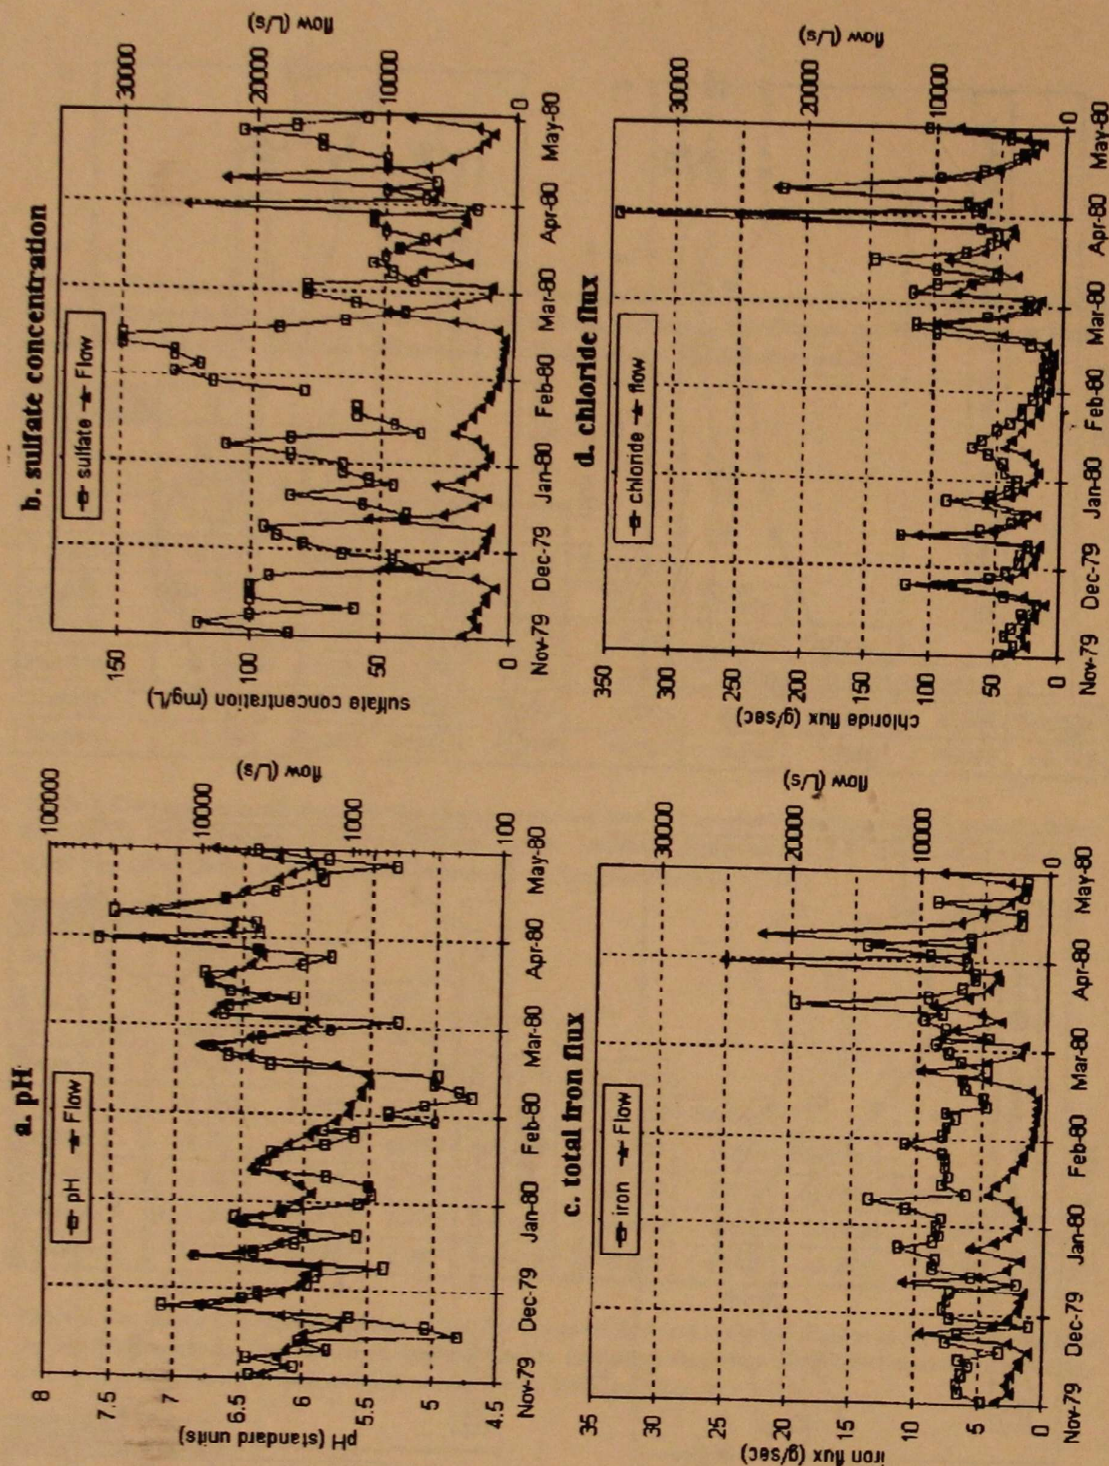 a. pH
pH Flow
pH (standard units)
8
7.5
7
6.5
6
5.5
5
4.5
flow (L/s)
100000
10000
1000
100
Nov-79 Dec-79 Jan-80 Feb-80 Mar-80 Apr-80 May-80
b. sulfate concentration
sulfate Flow
sulfate concentration (mg/L)
150
100
50
0
flow (L/s)
30000
20000
10000
0
Nov-79 Dec-79 Jan-80 Feb-80 Mar-80 Apr-80 May-80
c. total iron flux
iron Flow
iron flux (g/sec)
35
30
25
20
15
10
5
0
flow (L/s)
30000
20000
10000
0
Nov-79 Dec-79 Jan-80 Feb-80 Mar-80 Apr-80 May-80
d. chloride flux
chloride flow
chloride flux (g/sec)
350
300
250
200
150
100
50
0
flow (L/s)
30000
20000
10000
0
Nov-79 Dec-79 Jan-80 Feb-80 Mar-80 Apr-80 May-80